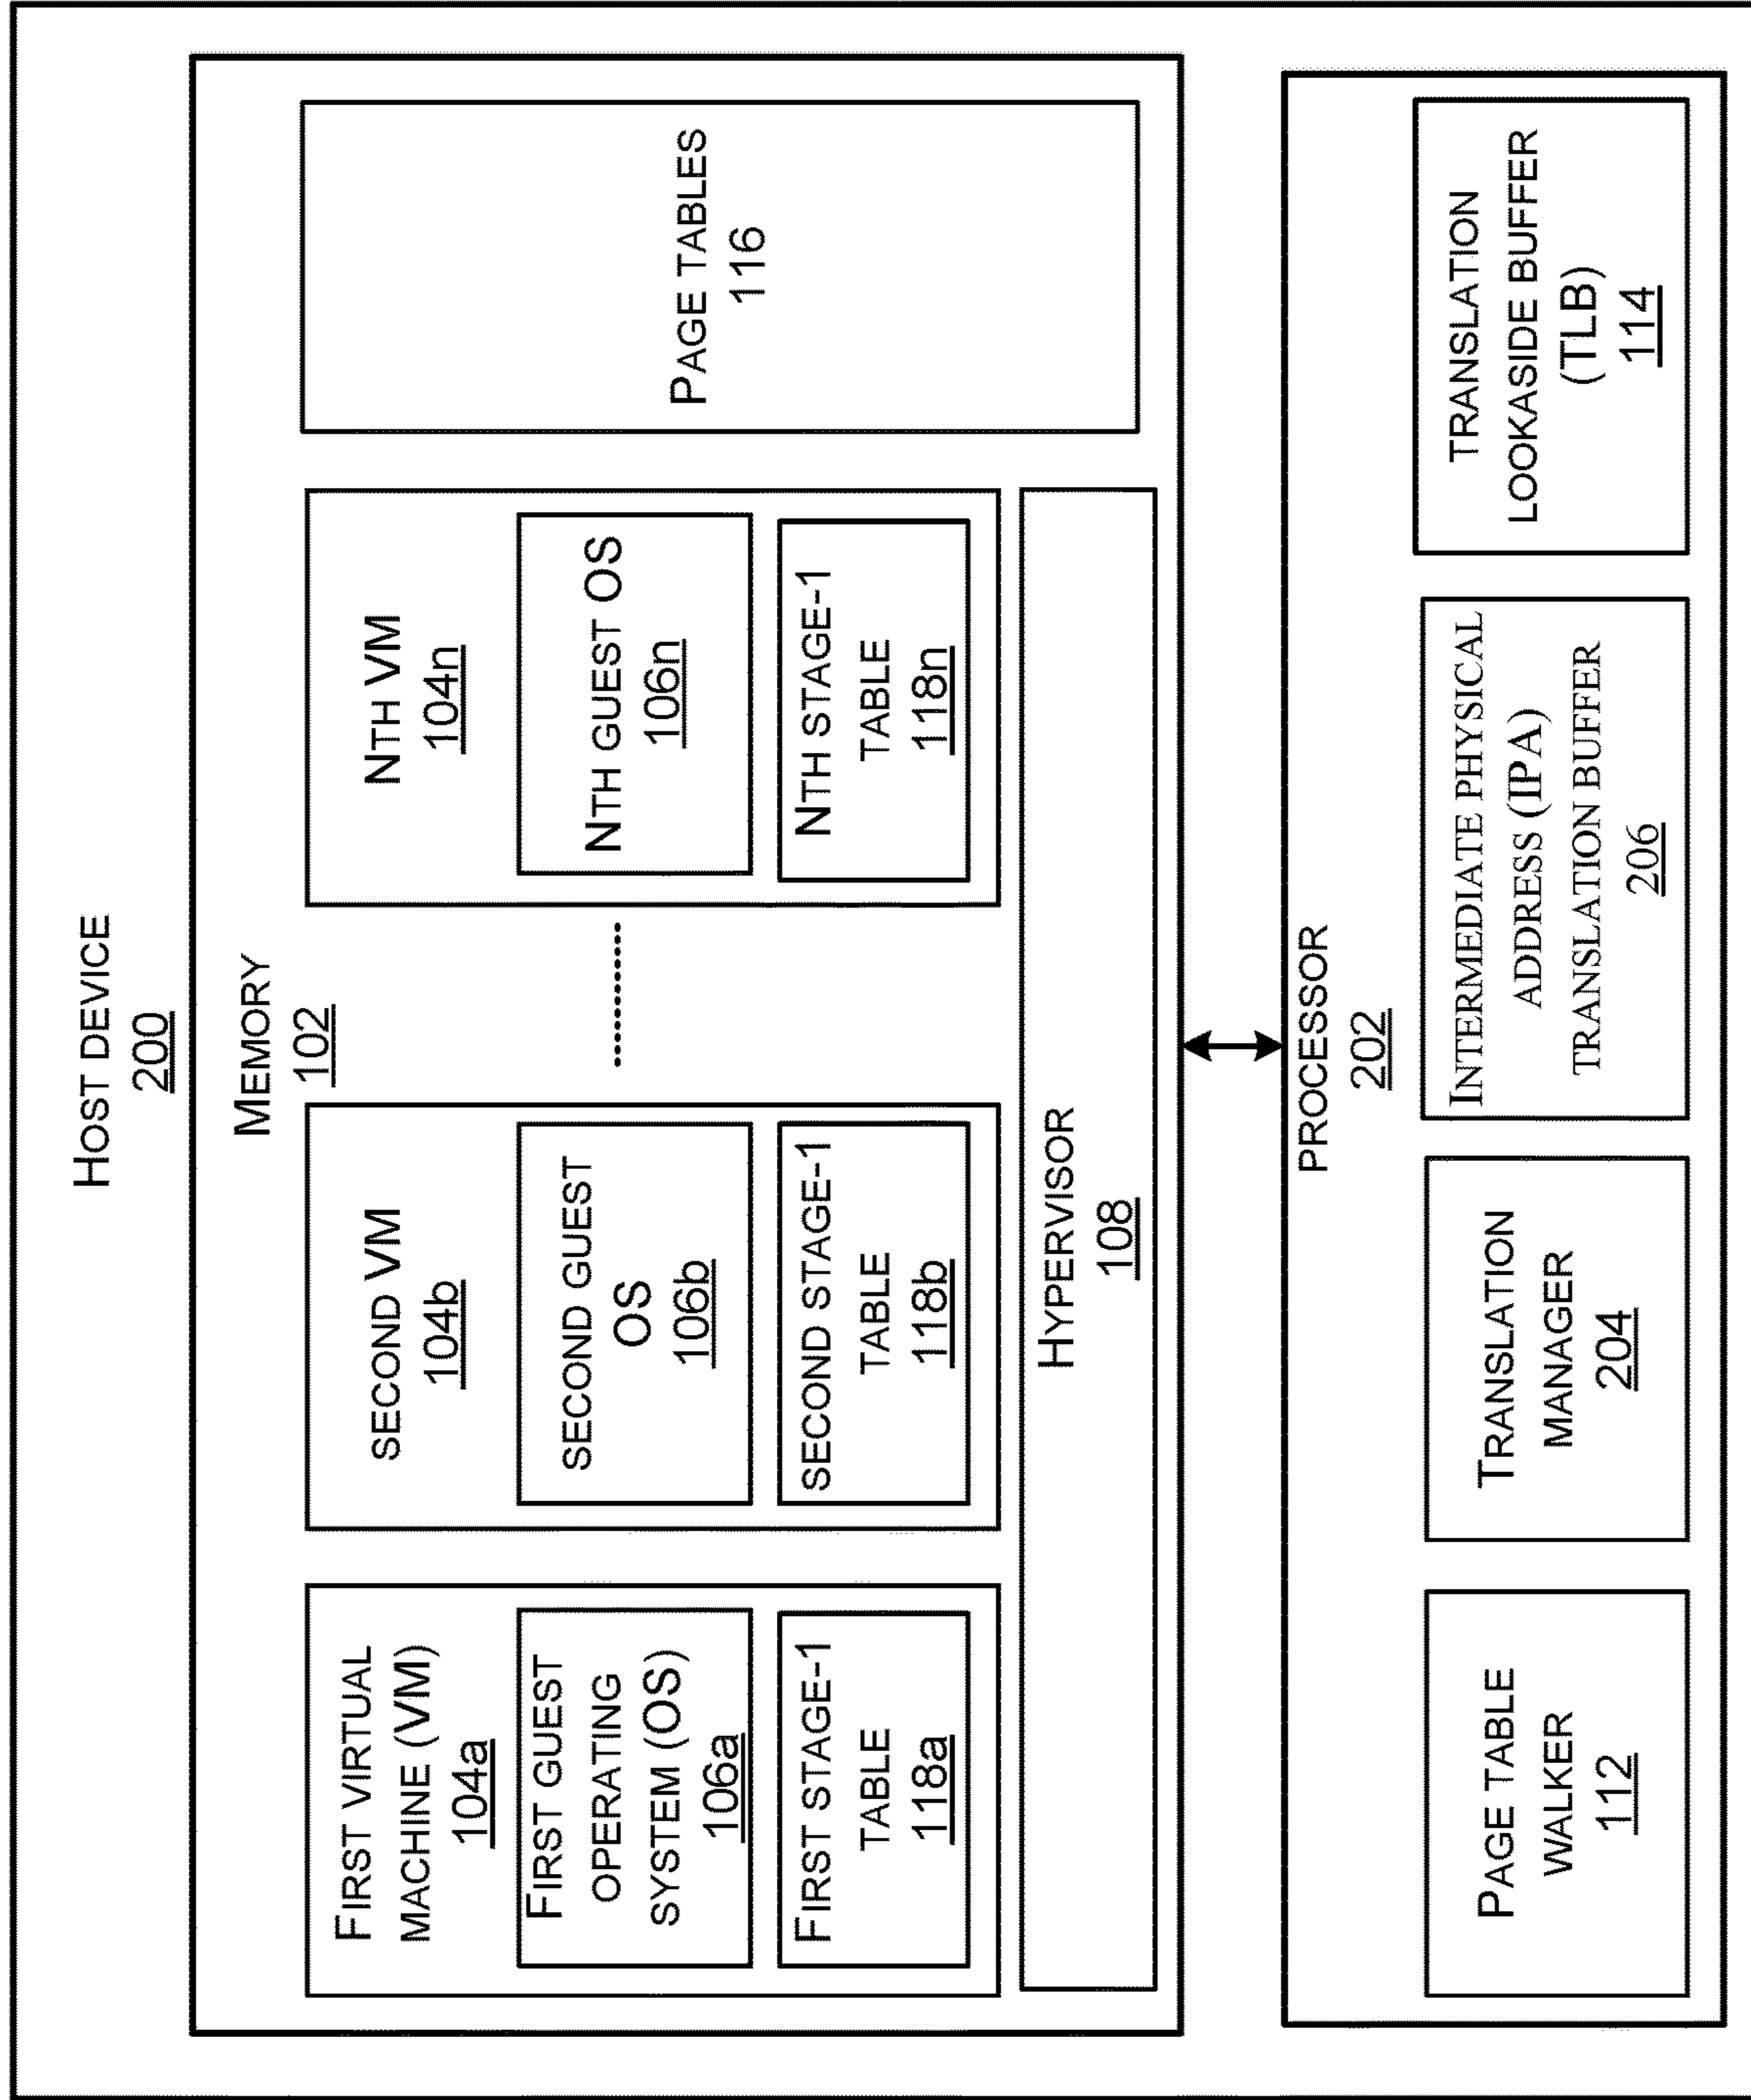 HOST DEVICE
200
MEMORY
102
FIRST VIRTUAL
MACHINE (VM)
104a
FIRST GUEST
OPERATING
SYSTEM (OS)
106a
FIRST STAGE-1
TABLE
118a
SECOND VM
104b
SECOND GUEST
OS
106b
SECOND STAGE-1
TABLE
118b
NTH VM
104n
NTH GUEST OS
106n
NTH STAGE-1
TABLE
118n
PAGE TABLES
116
HYPERVISOR
108
PROCESSOR
202
PAGE TABLE
WALKER
112
TRANSLATION
MANAGER
204
INTERMEDIATE PHYSICAL
ADDRESS (IPA)
TRANSLATION BUFFER
206
TRANSLATION
LOOKASIDE BUFFER
(TLB)
114